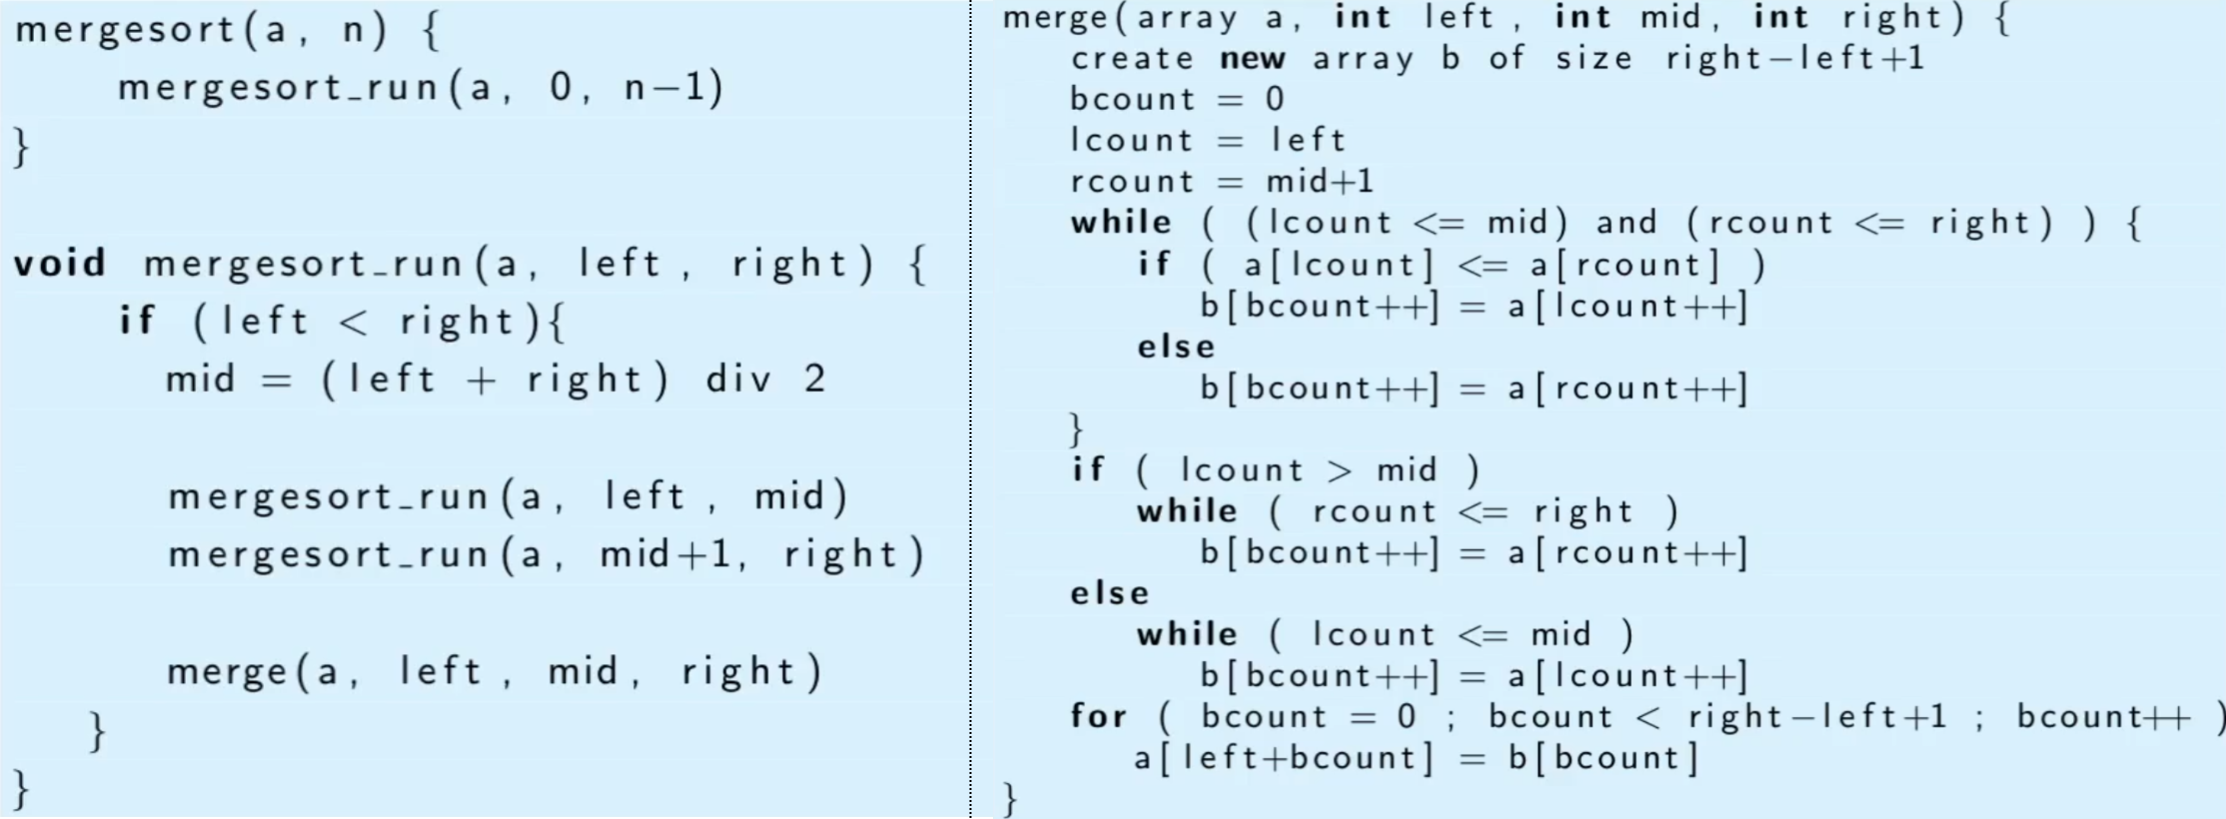 mergesort(a, n) {
    mergesort_run(a, 0, n-1)
}
void mergesort_run(a, left, right) {
    if (left < right){
        mid = (left + right) div 2
        mergesort_run(a, left, mid)
        mergesort_run(a, mid+1, right)
        merge(a, left, mid, right)
    }
}
merge(array a, int left, int mid, int right) {
    create new array b of size right-left+1
    bcount = 0
    lcount = left
    rcount = mid+1
    while ( (lcount <= mid) and (rcount <= right) ) {
        if ( a[lcount] <= a[rcount] )
            b[bcount++] = a[lcount++]
        else
            b[bcount++] = a[rcount++]
    }
    if ( lcount > mid )
        while ( rcount <= right )
            b[bcount++] = a[rcount++]
    else
        while ( lcount <= mid )
            b[bcount++] = a[lcount++]
    for ( bcount = 0 ; bcount < right-left+1 ; bcount++ )
        a[left+bcount] = b[bcount]
}